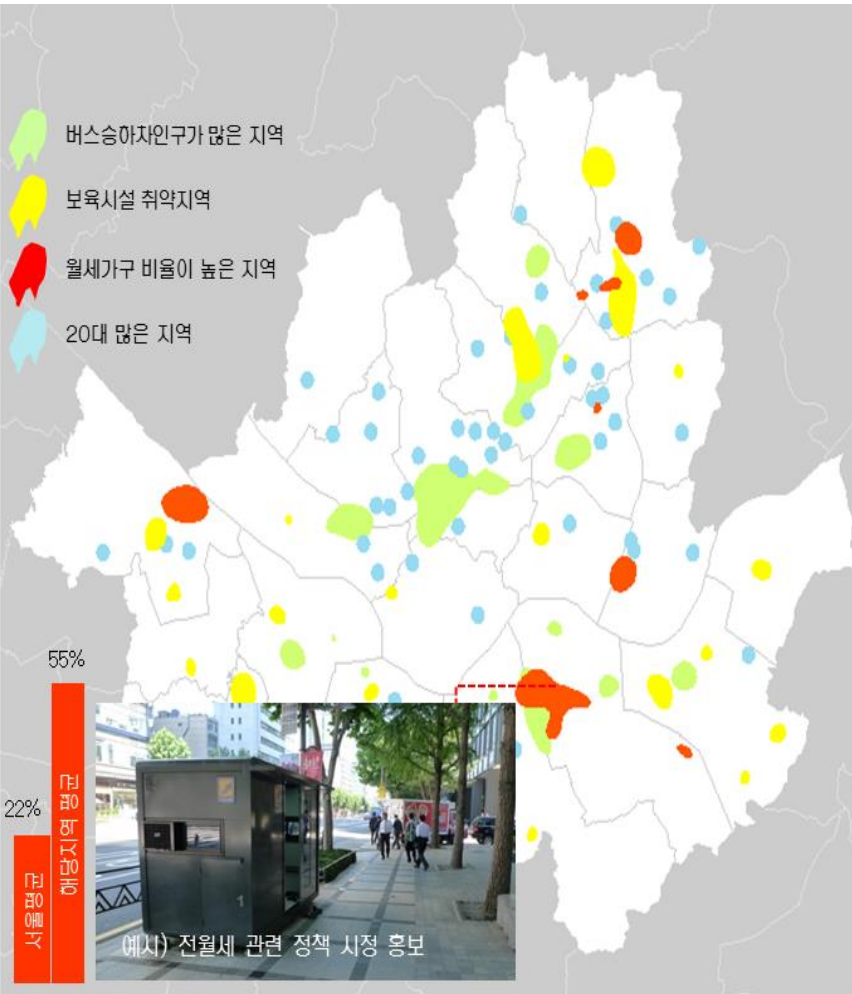 버스승하차인구가 많은 지역
보육시설 취약지역
월세가구 비율이 높은 지역
20대 많은 지역
55%
22%
해당지역 평균
서울평균
1
예시) 전월세 관련 정책 시정 홍보